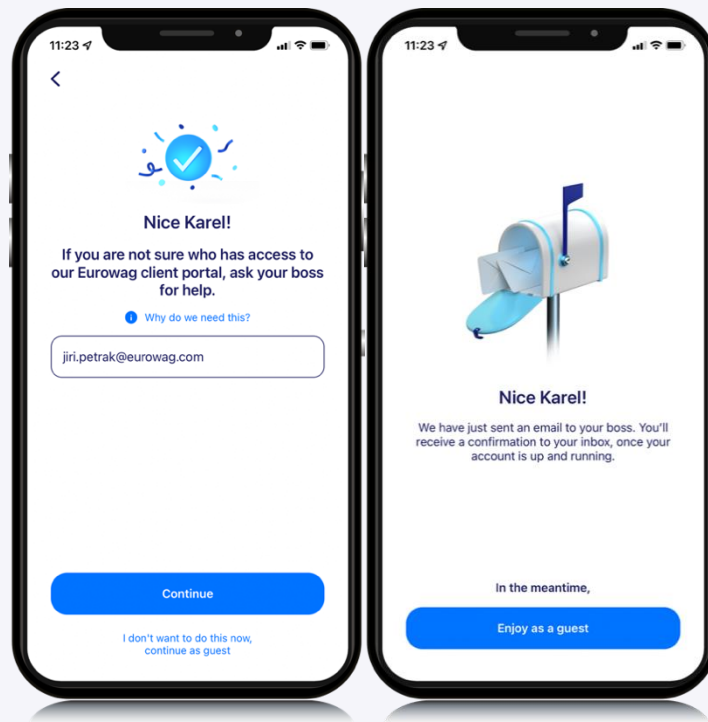 11:23
Nice Karel!
If you are not sure who has access to
our Eurowag client portal, ask your boss
for help.
Why do we need this?
jiri.petrak@eurowag.com
Continue
I don't want to do this now,
continue as guest
11:23
Nice Karel!
We have just sent an email to your boss. You'll
receive a confirmation to your inbox, once your
account is up and running.
In the meantime,
Enjoy as a guest